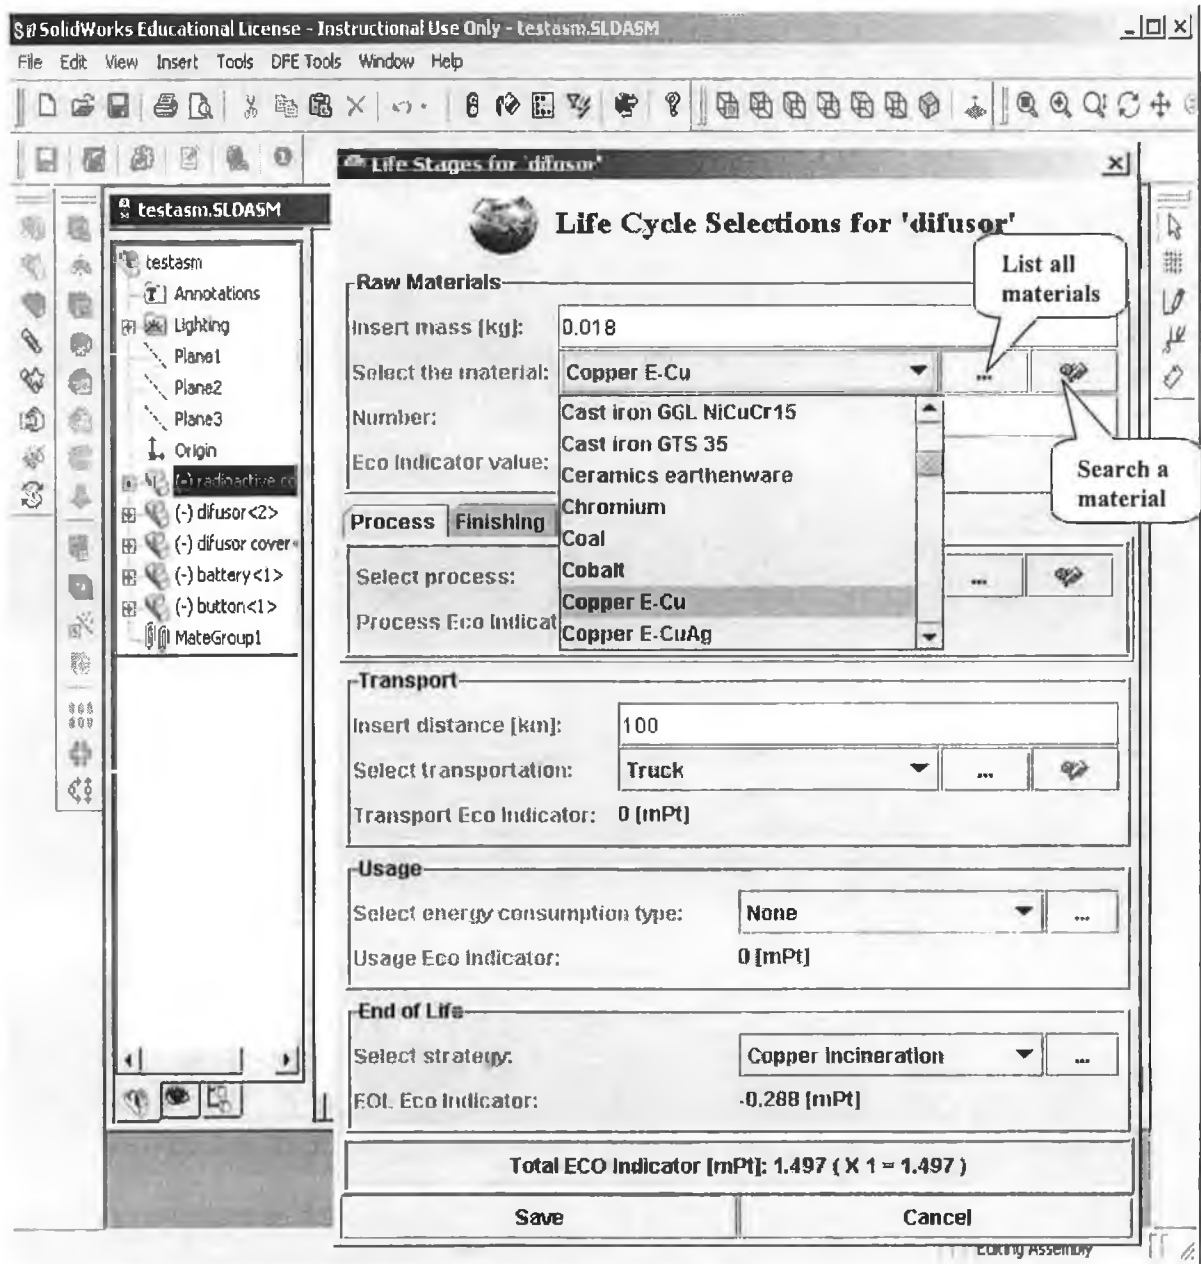 SolidWorks Educational License - Instructional Use Only - testasm.SLDASM
File Edit View Insert Tools DFE Tools Window Help
Life Stages for 'difusor'
testasm.SLDASM
Life Cycle Selections for 'difusor'
List all
materials
testasm
Annotations
Lighting
Plane1
Plane2
Plane3
Origin
(-) radioactive co
(-) difusor<2>
(-) difusor cover<
(-) battery<1>
(-) button<1>
MateGroup1
Raw Materials
Insert mass [kg]: 0.018
Select the material: Copper E-Cu ...
Number:
Eco Indicator value:
Cast iron GGL NiCuCr15
Cast iron GTS 35
Ceramics earthenware
Chromium
Coal
Cobalt
Copper E-Cu
Copper E-CuAg
Search a
material
Process Finishing
Select process: ...
Process Eco Indicat
Transport
Insert distance [km]: 100
Select transportation: Truck ...
Transport Eco Indicator: 0 [mPt]
Usage
Select energy consumption type: None ...
Usage Eco Indicator: 0 [mPt]
End of Life
Select strategy: Copper Incineration ...
EOL Eco Indicator: -0.288 [mPt]
Total ECO Indicator [mPt]: 1.497 ( X 1 = 1.497 )
Save Cancel
Editing Assembly